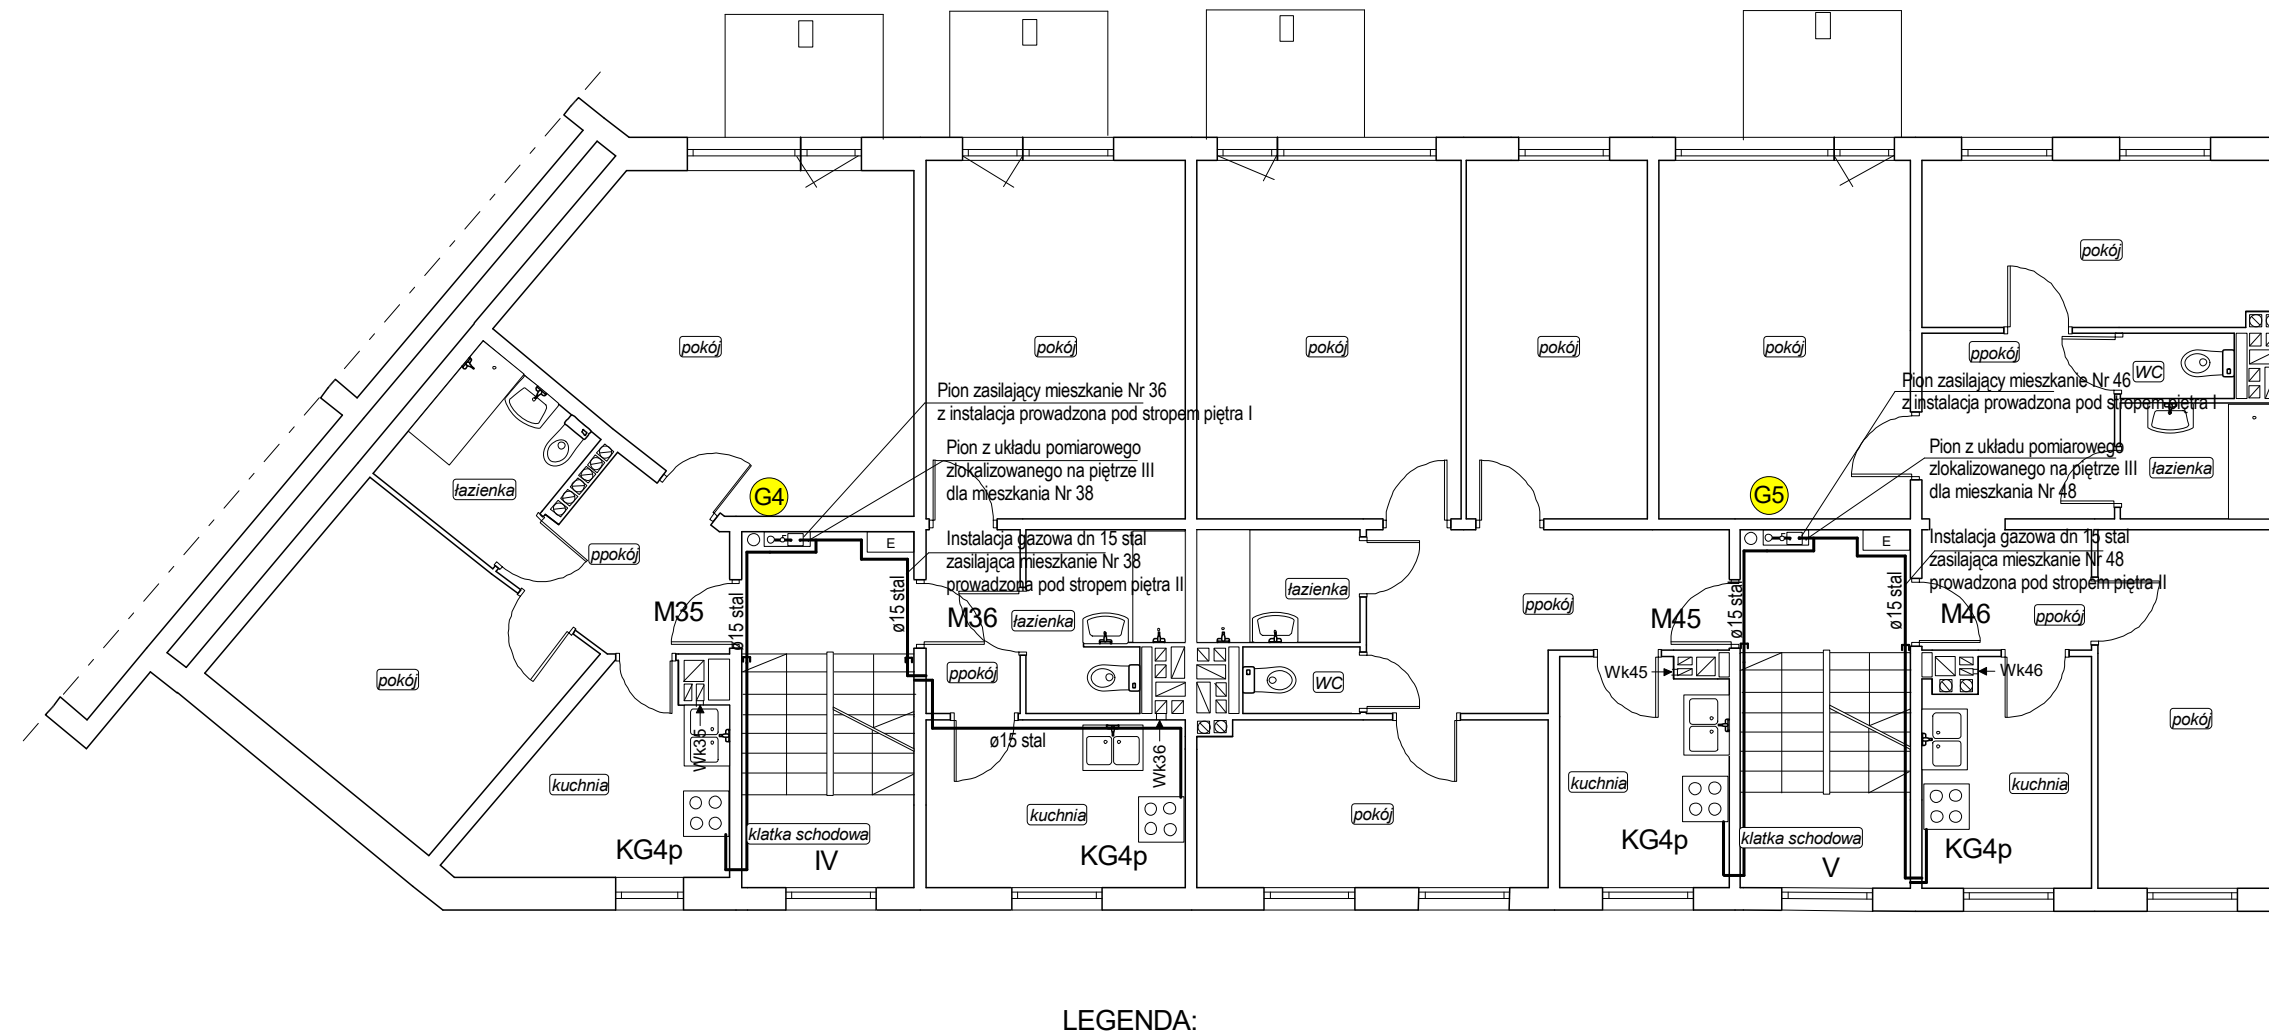 pokój
pokój
pokój
pokój
pokój
pokój
ppokój
WC
Pion zasilający mieszkanie Nr 36
z instalacja prowadzona pod stropem piętra I
Pion z układu pomiarowego
zlokalizowanego na piętrze III
dla mieszkania Nr 38
Instalacja gazowa dn 15 stal
zasilająca mieszkanie Nr 38
prowadzona pod stropem piętra II
Pion zasilający mieszkanie Nr 46
z instalacja prowadzona pod stropem piętra I
Pion z układu pomiarowego
zlokalizowanego na piętrze III
dla mieszkania Nr 48
Instalacja gazowa dn 15 stal
zasilająca mieszkanie Nr 48
prowadzona pod stropem piętra II
łazienka
G4
G5
łazienka
E
E
ppokój
łazienka
ppokój
M35
ø15 stal
ø15 stal
M36
łazienka
M45
ø15 stal
ø15 stal
M46
ppokój
pokój
ppokój
WC
Wk45
Wk46
pokój
Wk35
ø15 stal
Wk36
kuchnia
kuchnia
pokój
kuchnia
kuchnia
klatka schodowa
IV
klatka schodowa
V
KG4p
KG4p
KG4p
KG4p
LEGENDA: